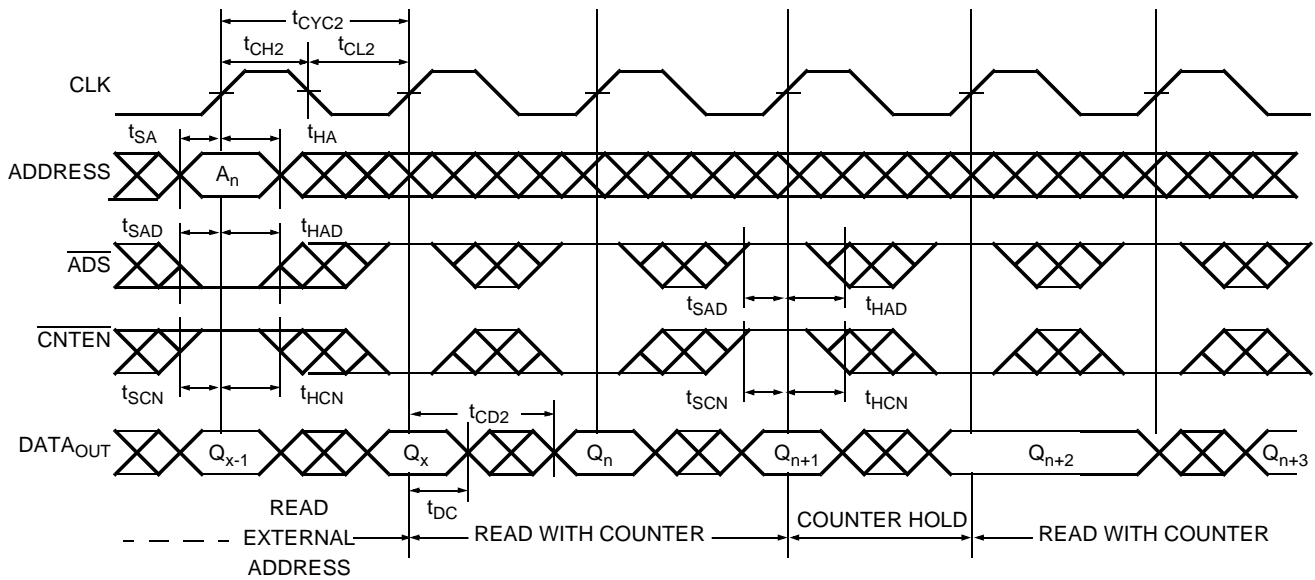 tCYC2
tCH2 tCL2
CLK
tSA tHA
ADDRESS An
tSAD tHAD
ADS
tSAD tHAD
CNTEN
tSCN tHCN tSCN tHCN
tCD2
DATAOUT Qx-1 Qx Qn Qn+1 Qn+2 Qn+3
tDC
READ
EXTERNAL
ADDRESS
READ WITH COUNTER COUNTER HOLD READ WITH COUNTER